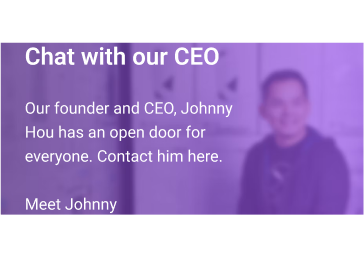 Chat with our CEO
Our founder and CEO, Johnny
Hou has an open door for
everyone. Contact him here.
Meet Johnny